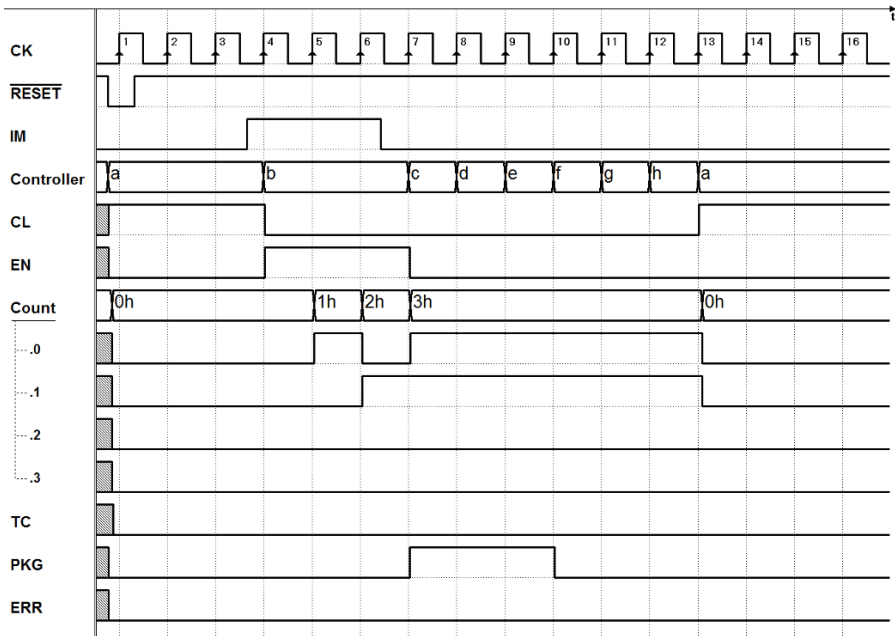 t
CK 1 2 3 4 5 6 7 8 9 10 11 12 13 14 15 16
RESET
IM
Controller a b c d e f g h a
CL
EN
Count 0h 1h 2h 3h 0h
.0
.1
.2
.3
TC
PKG
ERR